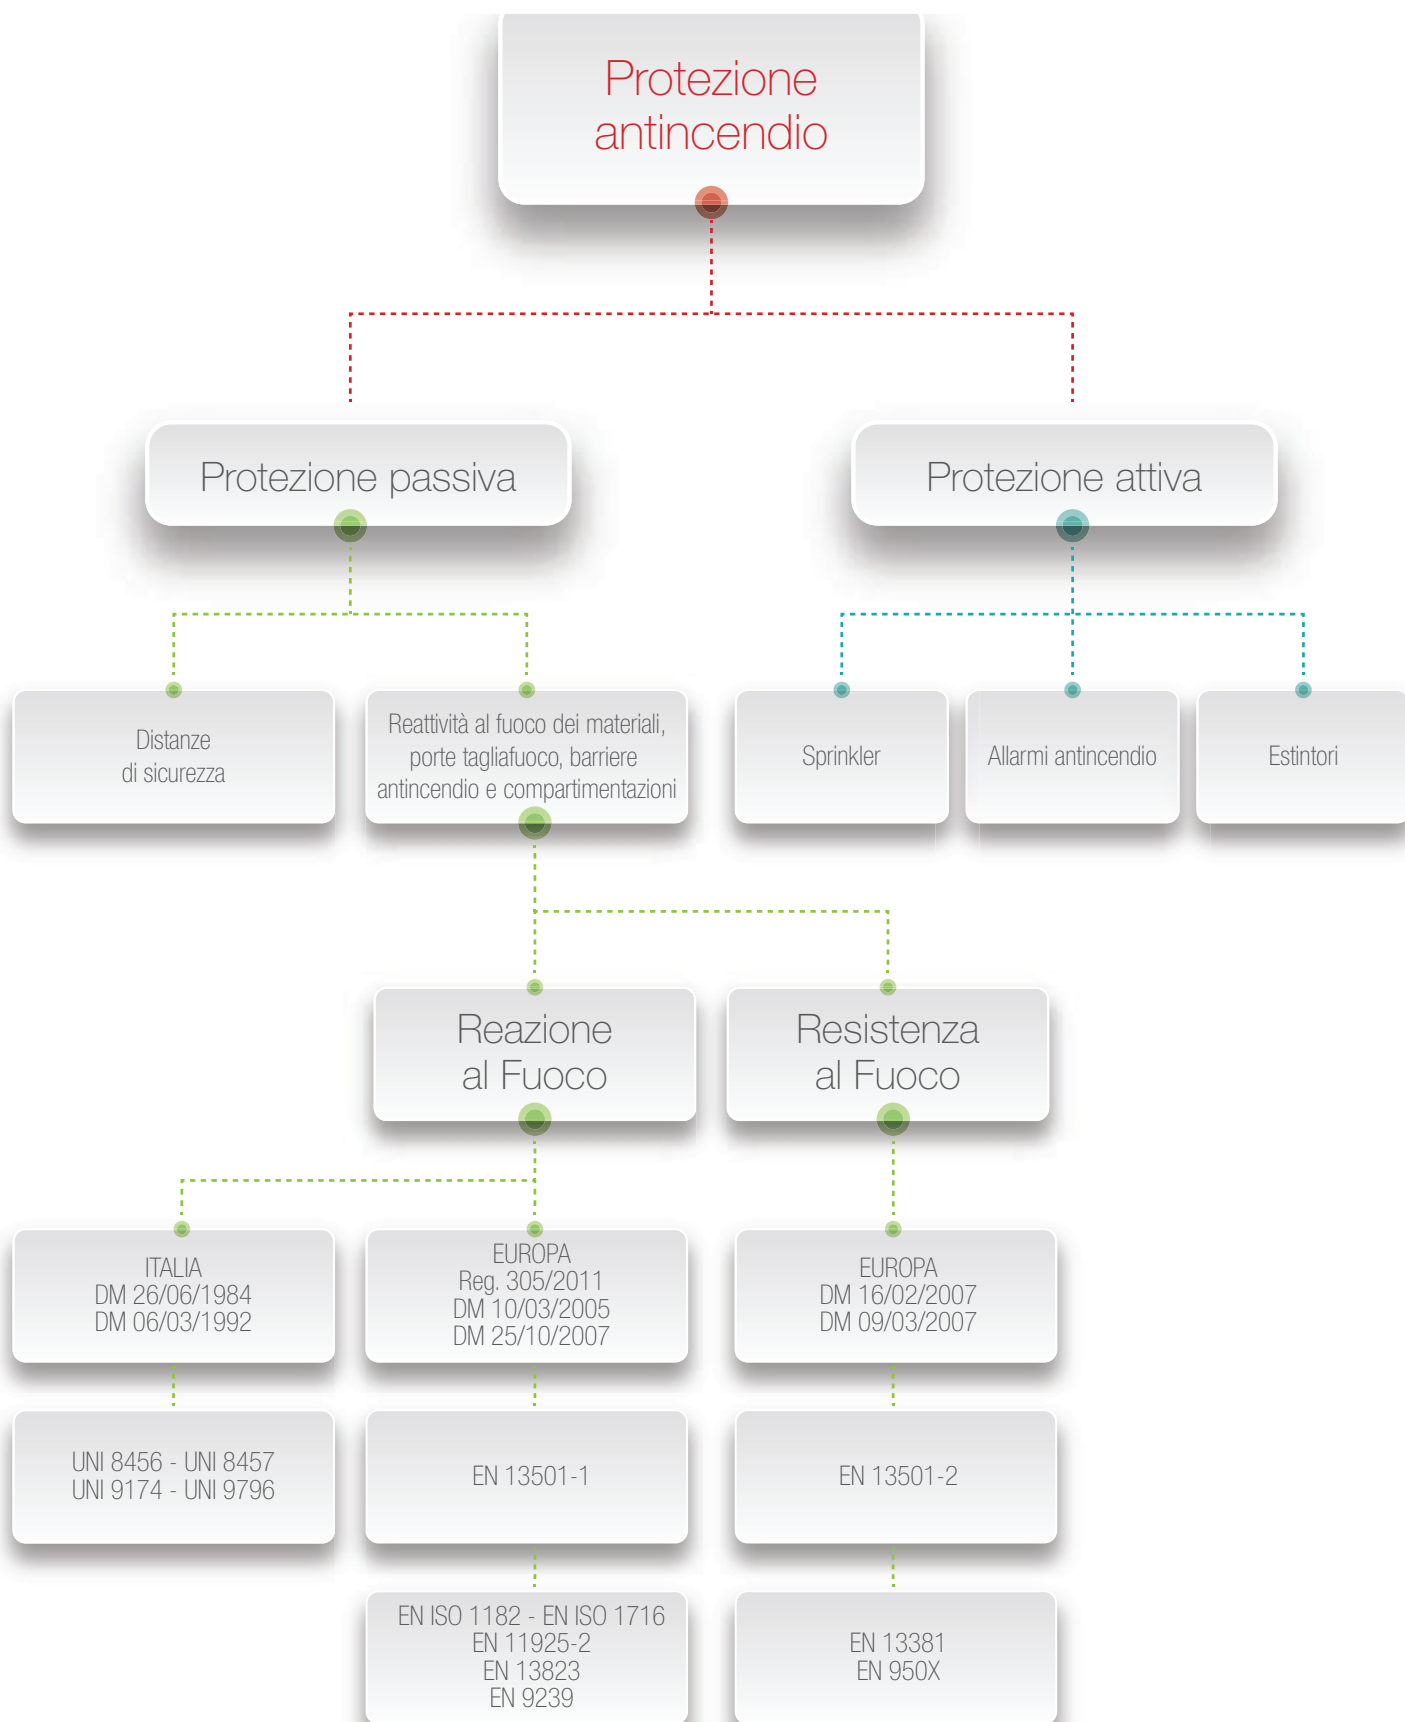 Protezione
antincendio
Protezione passiva
Protezione attiva
Distanze
di sicurezza
Reattività al fuoco dei materiali,
porte tagliafuoco, barriere
antincendio e compartimentazioni
Sprinkler
Allarmi antincendio
Estintori
Reazione
al Fuoco
Resistenza
al Fuoco
ITALIA
DM 26/06/1984
DM 06/03/1992
EUROPA
Reg. 305/2011
DM 10/03/2005
DM 25/10/2007
EUROPA
DM 16/02/2007
DM 09/03/2007
UNI 8456 - UNI 8457
UNI 9174 - UNI 9796
EN 13501-1
EN 13501-2
EN ISO 1182 - EN ISO 1716
EN 11925-2
EN 13823
EN 9239
EN 13381
EN 950X